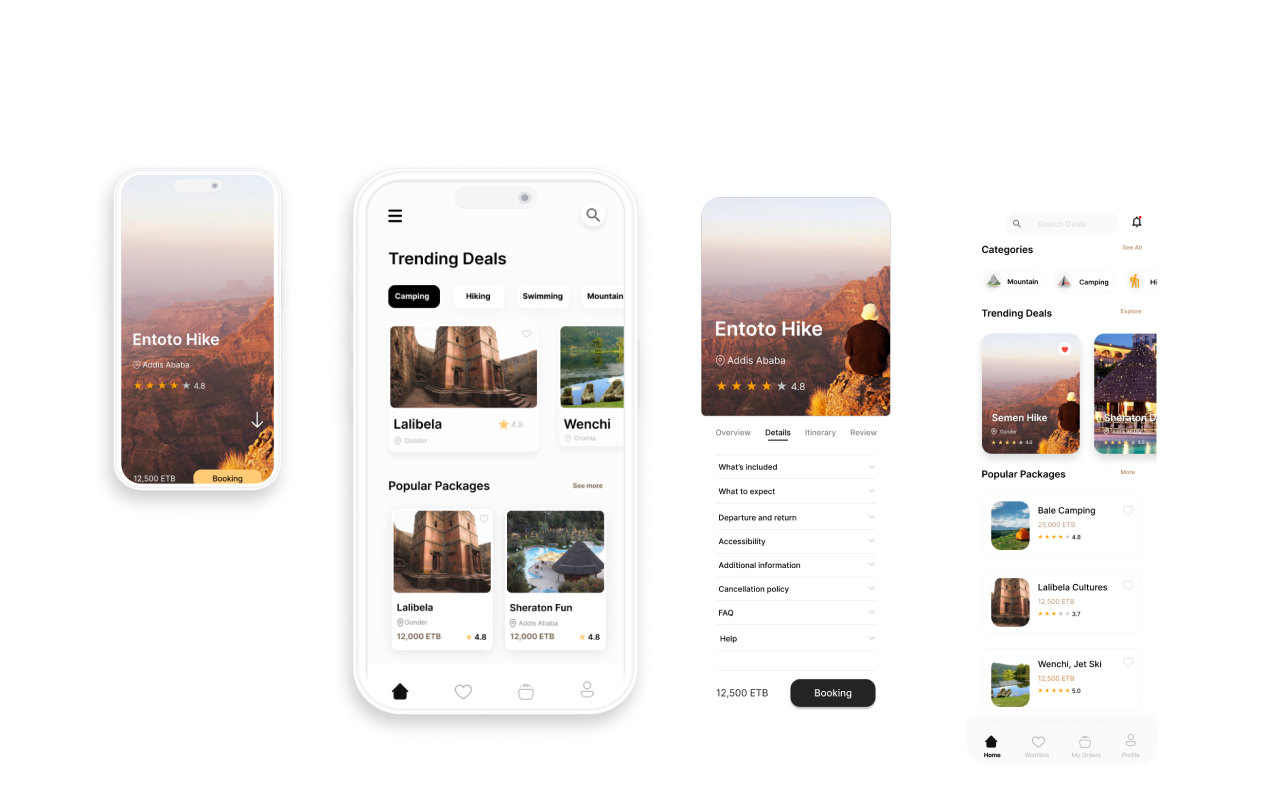 Entoto Hike
Addis Ababa
4.8
12,500 ETB
Booking
Trending Deals
Camping
Hiking
Swimming
Mountain
Lalibela
4.8
Gonder
Wenchi
Oromia
Popular Packages
See more
Lalibela
Gonder
12,000 ETB
4.8
Sheraton Fun
Addis Ababa
12,000 ETB
4.8
Entoto Hike
Addis Ababa
4.8
Overview
Details
Itinerary
Review
What's included
What to expect
Departure and return
Accessibility
Additional information
Cancellation policy
FAQ
Help
12,500 ETB
Booking
Search Deals
Categories
See All
Mountain
Camping
Hi
Trending Deals
Explore
Semen Hike
Gonder
4.8
Sheraton D
Popular Packages
More
Bale Camping
25,000 ETB
4.8
Lalibela Cultures
12,500 ETB
3.7
Wenchi, Jet Ski
12,500 ETB
5.0
Home
Wishlists
My Orders
Profile